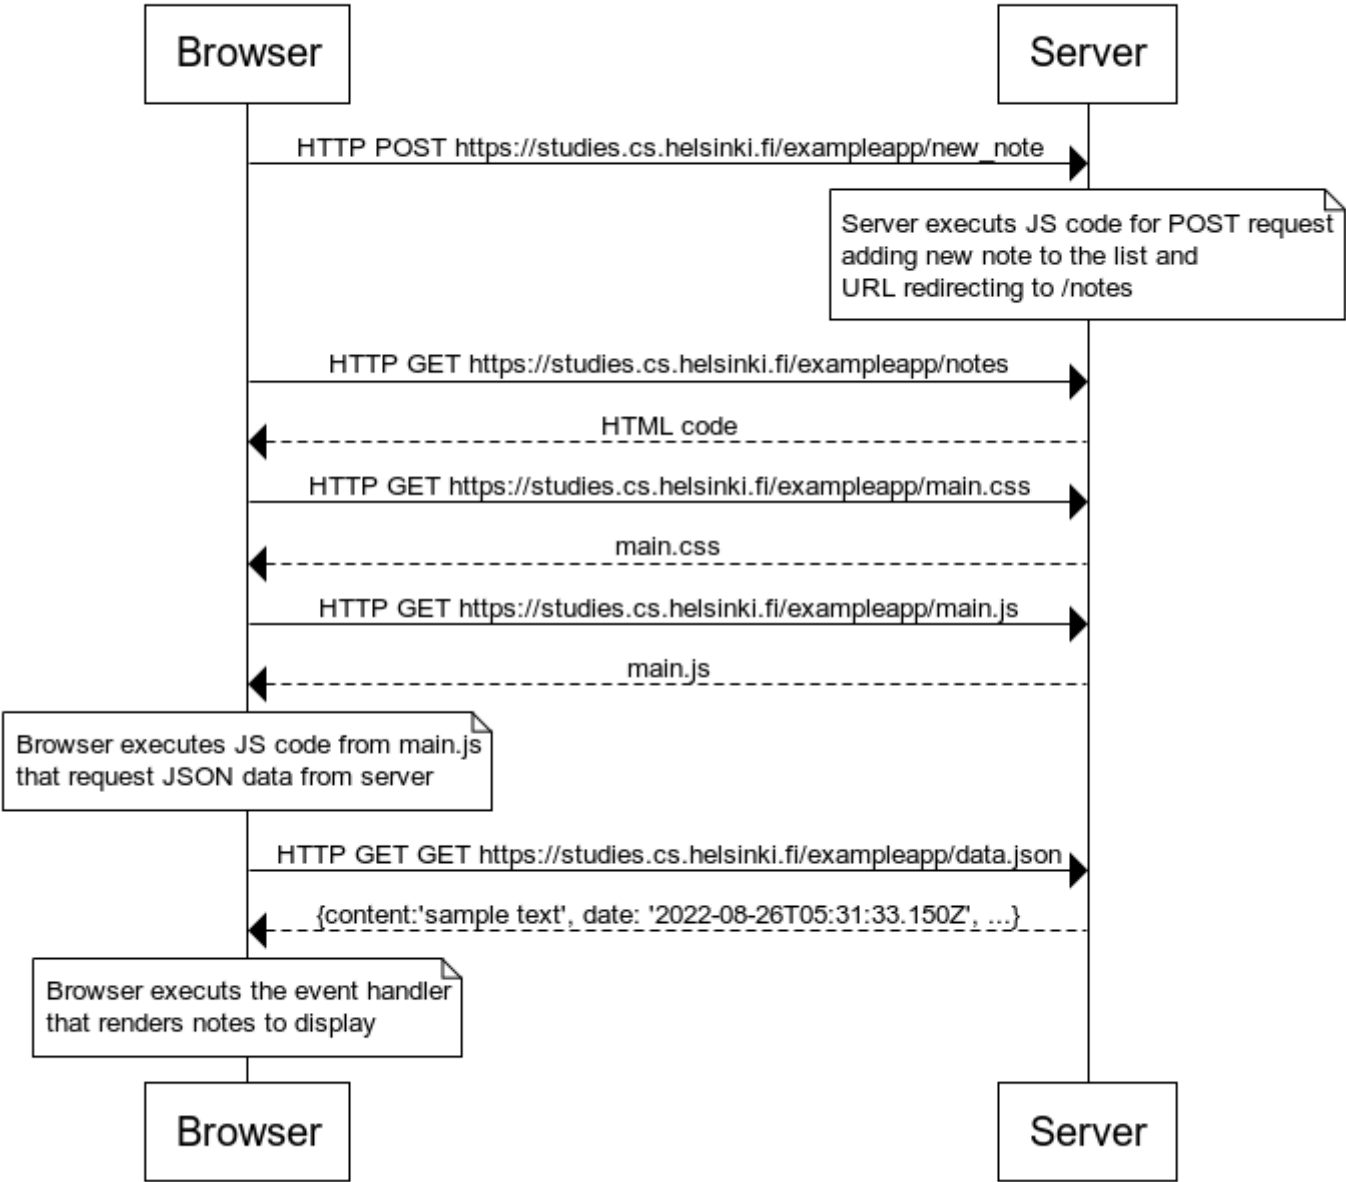 Browser
Server
HTTP POST https://studies.cs.helsinki.fi/exampleapp/new_note
Server executs JS code for POST request
adding new note to the list and
URL redirecting to /notes
HTTP GET https://studies.cs.helsinki.fi/exampleapp/notes
HTML code
HTTP GET https://studies.cs.helsinki.fi/exampleapp/main.css
main.css
HTTP GET https://studies.cs.helsinki.fi/exampleapp/main.js
main.js
Browser executes JS code from main.js
that request JSON data from server
HTTP GET GET https://studies.cs.helsinki.fi/exampleapp/data.json
{content:'sample text', date: '2022-08-26T05:31:33.150Z', ...}
Browser executs the event handler
that renders notes to display
Browser
Server